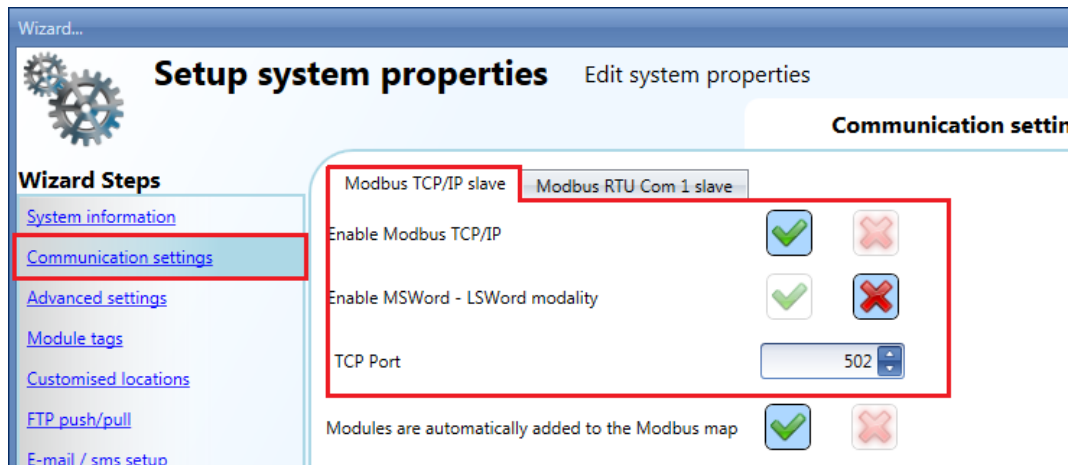 Wizard...
Setup system properties Edit system properties
Communication settin
Wizard Steps
System information
Communication settings
Advanced settings
Module tags
Customised locations
FTP push/pull
E-mail / sms setup
Modbus TCP/IP slave Modbus RTU Com 1 slave
Enable Modbus TCP/IP
Enable MSWord - LSWord modality
TCP Port 502
Modules are automatically added to the Modbus map